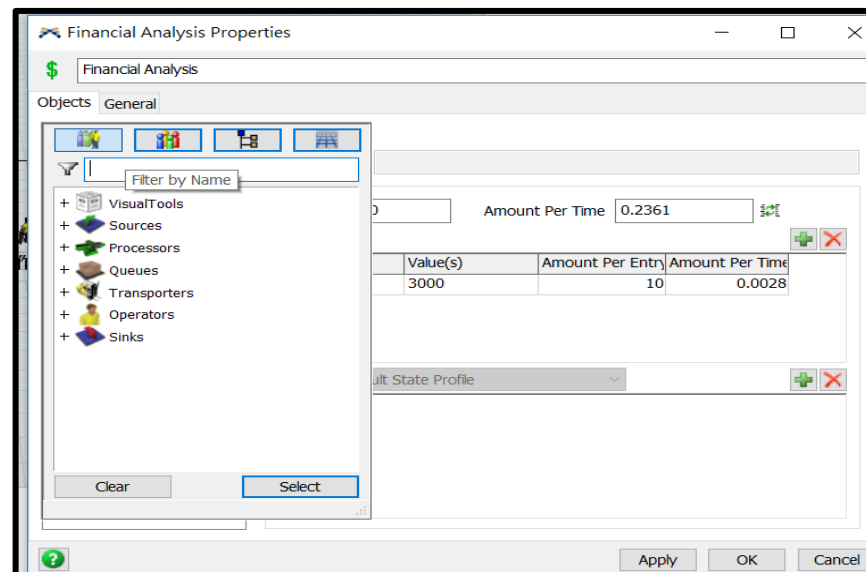 Financial Analysis Properties
$ Financial Analysis
Objects General
Filter by Name
+ VisualTools
+ Sources
+ Processors
+ Queues
+ Transporters
+ Operators
+ Sinks
Clear Select
0 Amount Per Time 0.2361
Value(s) Amount Per Entry Amount Per Time
3000 10 0.0028
ult State Profile
? Apply OK Cancel